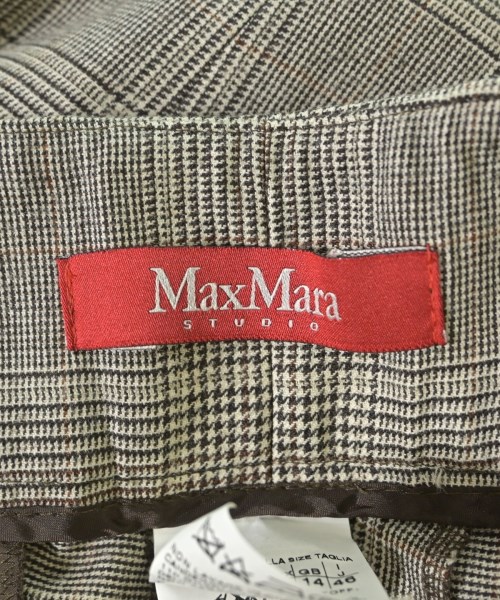 MaxMara
STUDIO
LA SIZE TAGLIA
GB I
14 46